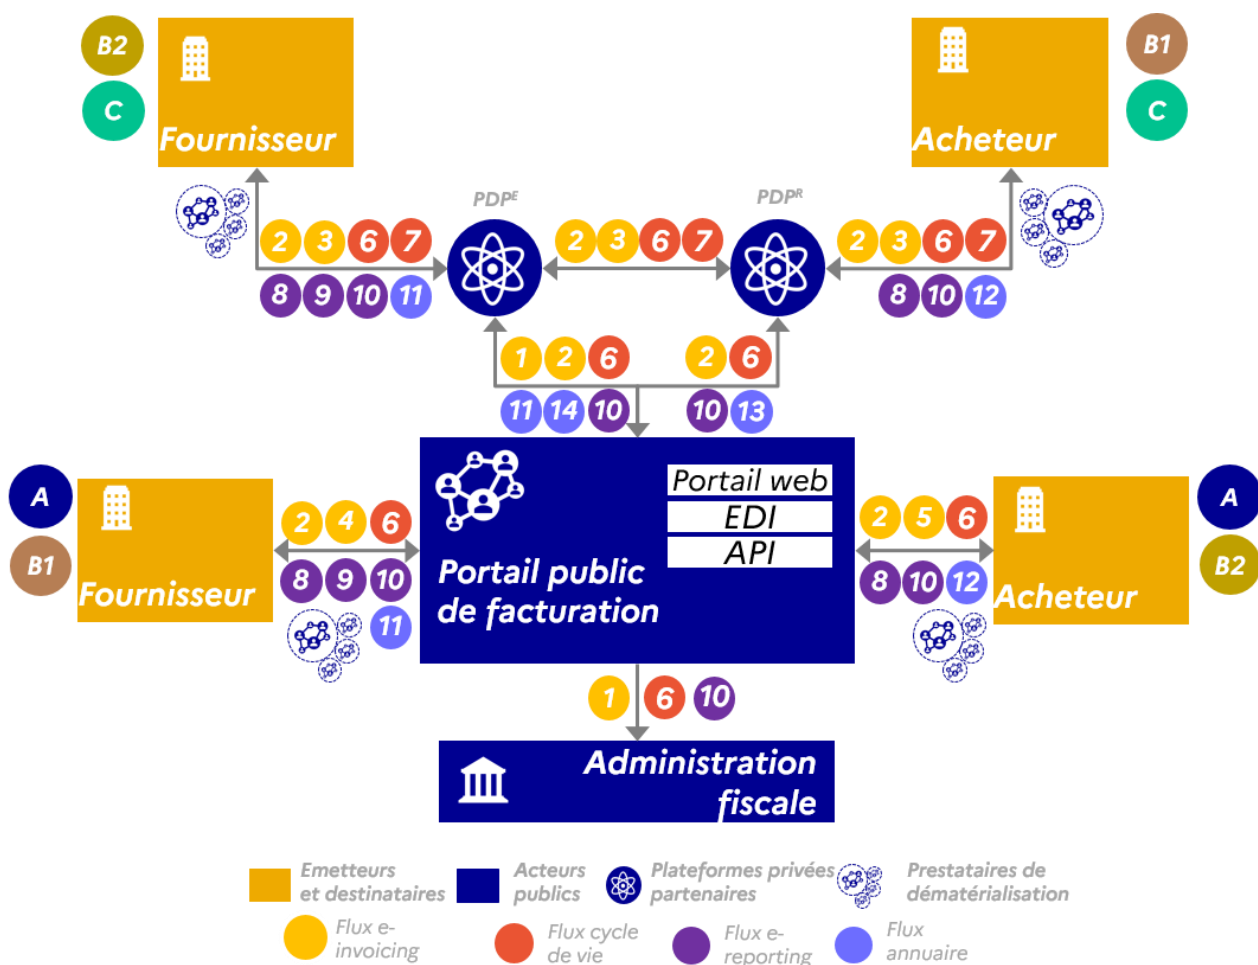 B2
C
Fournisseur
B1
C
Acheteur
PDPᴱ
PDPᴿ
2 3 6 7
8 9 10 11
2 3 6 7
2 3 6 7
8 10 12
1 2 6
11 14 10
2 6
10 13
A
B1
Fournisseur
2 4 6
8 9 10
11
Portail public
de facturation
Portail web
EDI
API
2 5 6
8 10 12
Acheteur
A
B2
1 6 10
Administration
fiscale
Emetteurs
et destinataires
Acteurs
publics
Plateformes privées
partenaires
Prestataires de
dématérialisation
Flux e-
invoicing
Flux cycle
de vie
Flux e-
reporting
Flux
annuaire